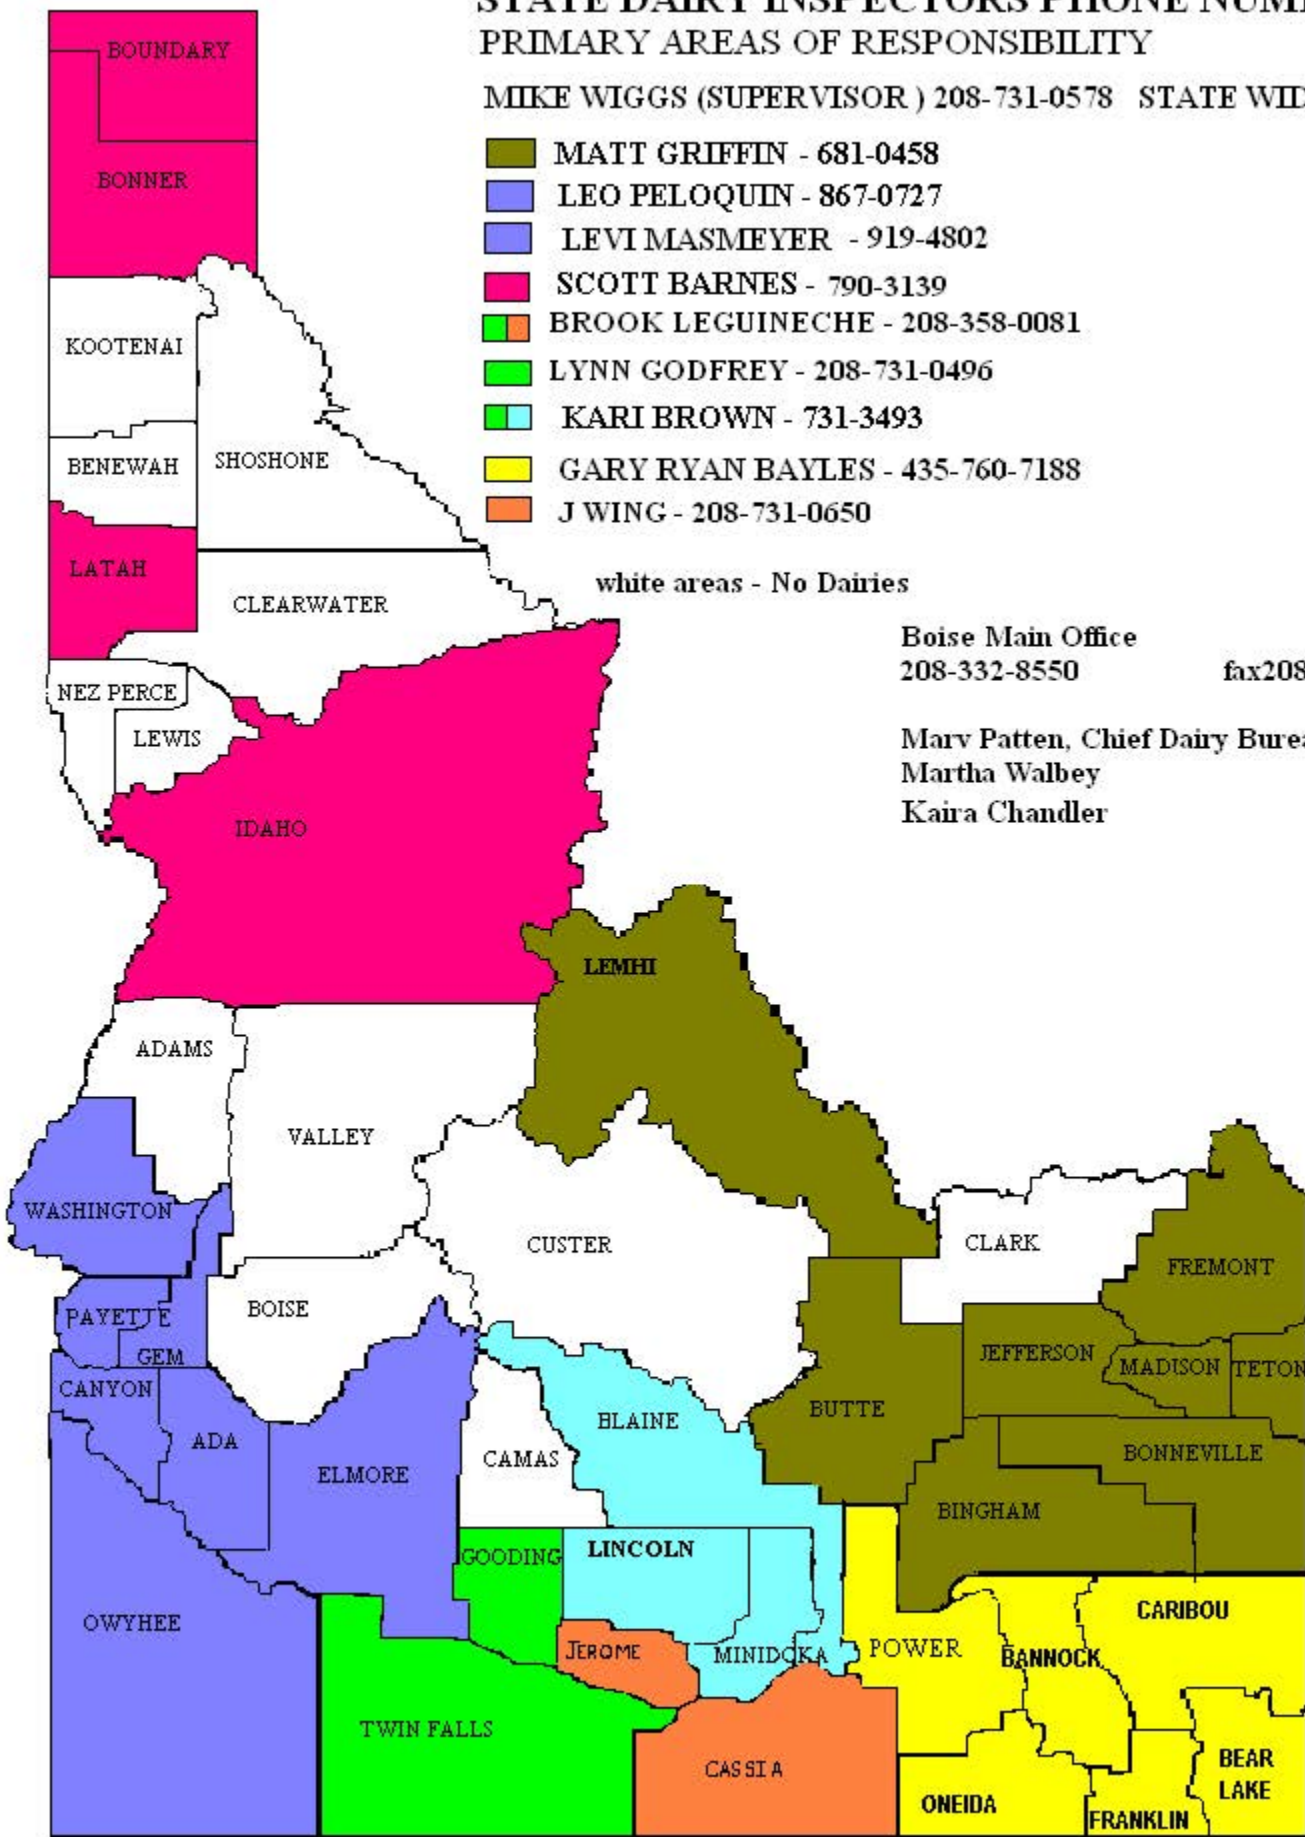 STATE DAIRY INSPECTORS PHONE
PRIMARY AREAS OF RESPONSIBILITY
MIKE WIGGS (SUPERVISOR ) 208-731-0578 STATE
MATT GRIFFIN - 681-0458
LEO PELOQUIN - 867-0727
LEVI MASMEYER - 919-4802
SCOTT BARNES - 790-3139
BROOK LEGUINECHE - 208-358-0081
LYNN GODFREY - 208-731-0496
KARI BROWN - 731-3493
GARY RYAN BAYLES - 435-760-7188
J WING - 208-731-0650
white areas - No Dairies
Boise Main Office
208-332-8550 fax208
Marv Patten, Chief Dairy
Martha Walbey
Kaira Chandler
BOUNDARY
BONNER
KOOTENAI
BENEWAH
SHOSHONE
LATAH
CLEARWATER
NEZ PERCE
LEWIS
IDAHO
LEMHI
ADAMS
VALLEY
WASHINGTON
CUSTER
CLARK
FREMONT
PAYETTE
BOISE
GEM
JEFFERSON
MADISON
TETON
CANYON
ADA
BLAINE
BUTTE
CAMAS
BONNEVILLE
ELMORE
BINGHAM
GOODING
LINCOLN
OWYHEE
JEROME
MINIDOKA
POWER
BANNOCK
CARIBOU
TWIN FALLS
CASSIA
ONEIDA
FRANKLIN
BEAR
LAKE